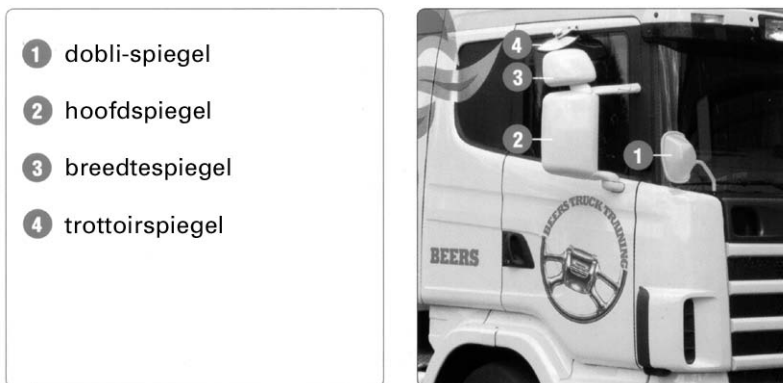 1 dobli-spiegel
2 hoofdspiegel
3 breedtespiegel
4 trottoirspiegel
4
3
2
1
BEERS TRUCK TRAINING
BEERS